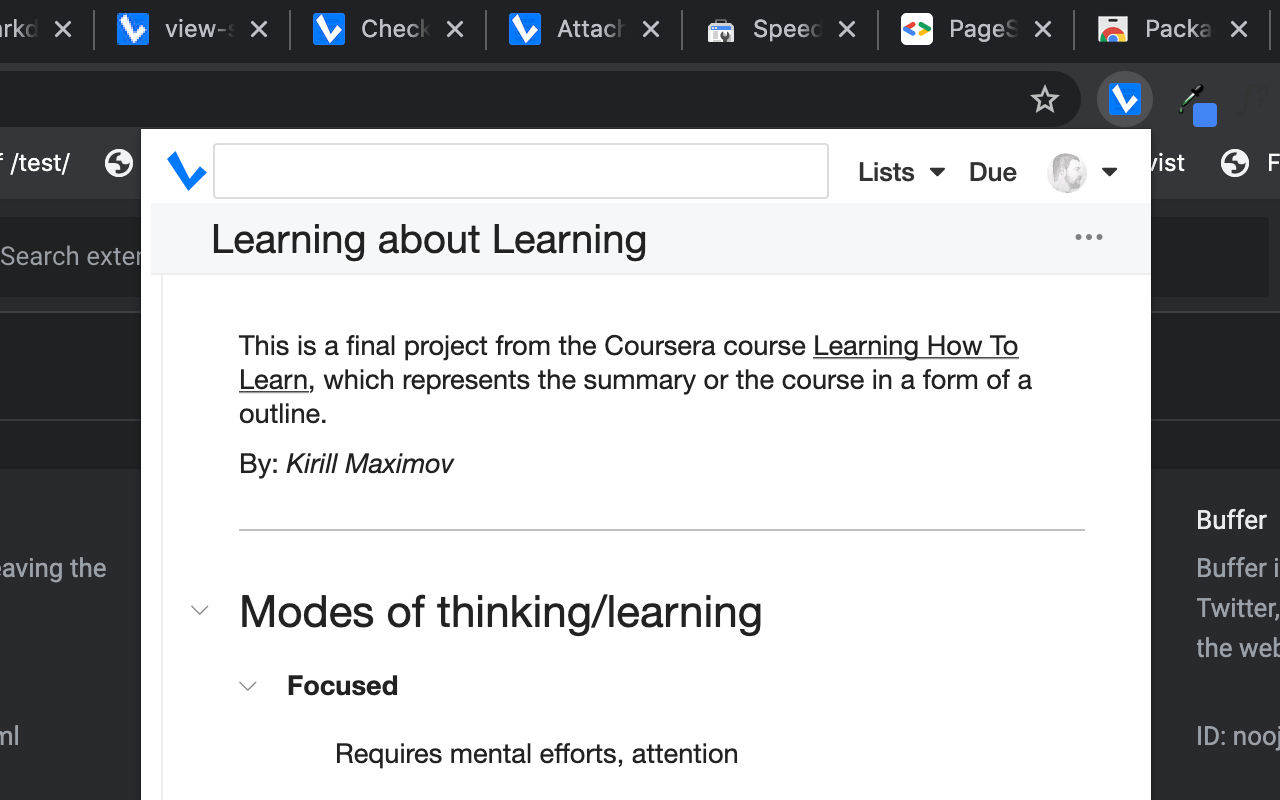 view-
Check
Attach
Speed
PageS
Packa
/test/
vist
Lists
Due
Search exter
Learning about Learning
This is a final project from the Coursera course Learning How To
Learn, which represents the summary or the course in a form of a
outline.
By: Kirill Maximov
Buffer
eaving the
Buffer i
Twitter,
the web
Modes of thinking/learning
Focused
ml
ID: nooj
Requires mental efforts, attention